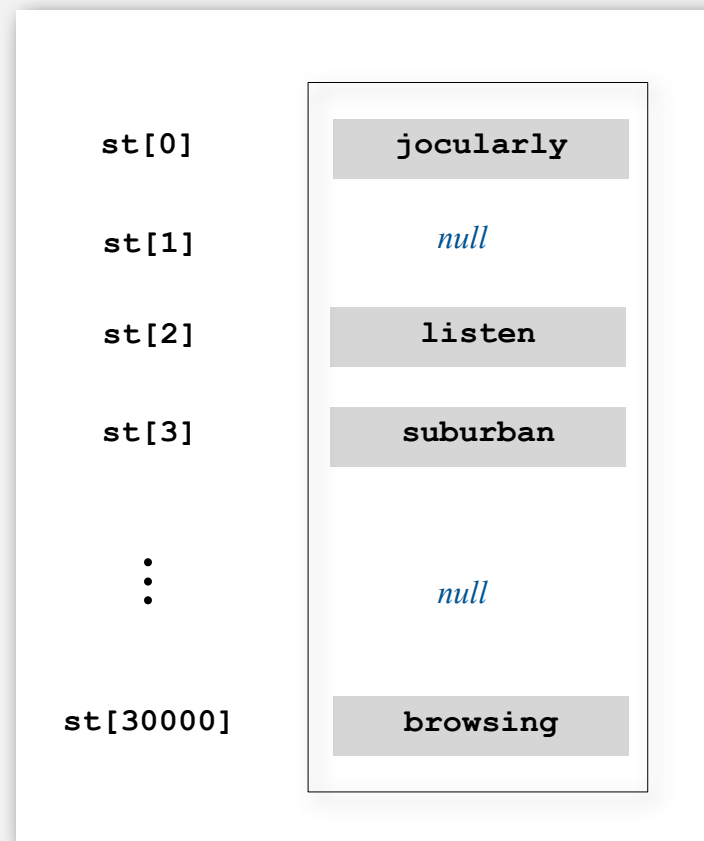 st[0] jocularly
st[1] null
st[2] listen
st[3] suburban
null
st[30000] browsing